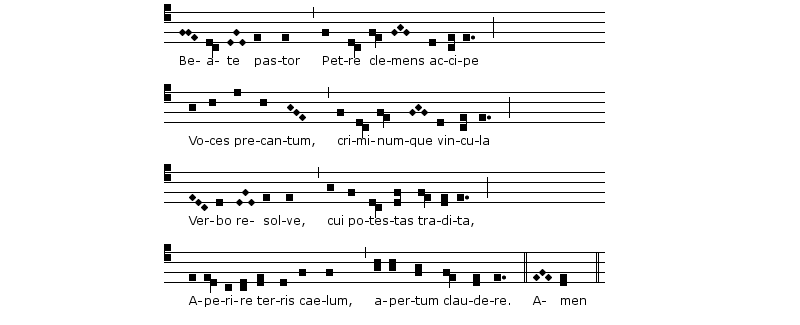 Be- a- te pas-tor Pet-re cle-mens ac-ci-pe
Vo-ces pre-can-tum, cri-mi-num-que vin-cu-la
Ver-bo re- sol-ve, cui po-tes-tas tra-di-ta,
A-pe-ri-re ter-ris cae-lum, a-per-tum clau-de-re. A- men